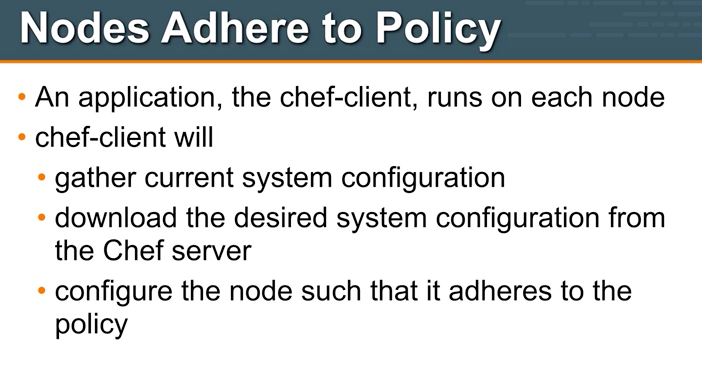 Nodes Adhere to Policy
• An application, the chef-client, runs on each node
• chef-client will
• gather current system configuration
• download the desired system configuration from
the Chef server
• configure the node such that it adheres to the
policy